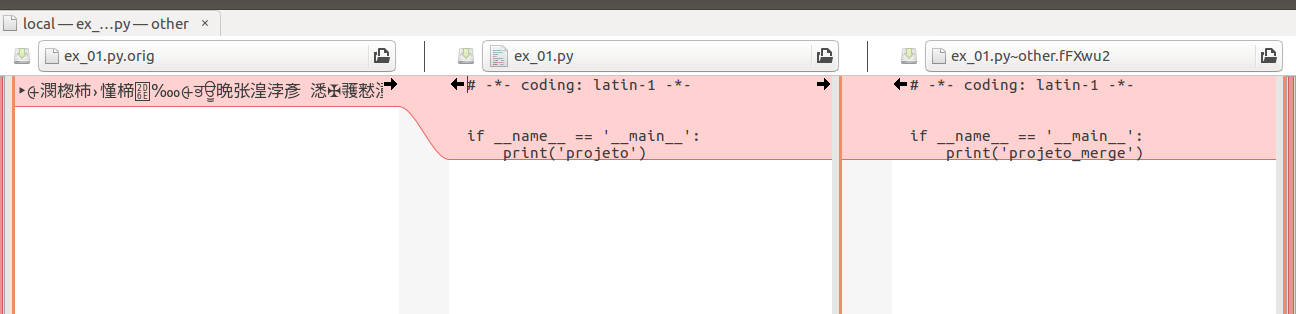 local — ex_…py — other ×
ex_01.py.orig
ex_01.py
ex_01.py~other.fFXwu2
# -*- coding: latin-1 -*-
if __name__ == '__main__':
print('projeto')
# -*- coding: latin-1 -*-
if __name__ == '__main__':
print('projeto_merge')